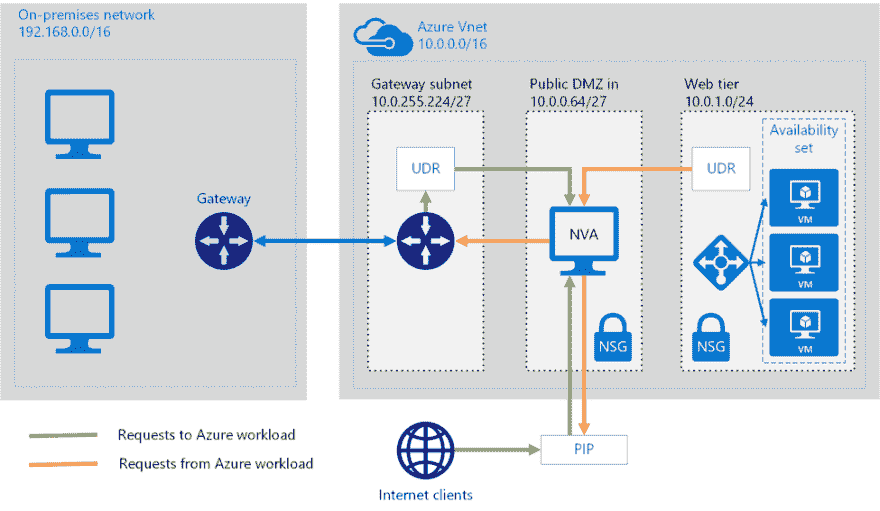 On-premises network
192.168.0.0/16
Azure Vnet
10.0.0.0/16
Gateway subnet
10.0.255.224/27
Public DMZ in
10.0.0.64/27
Web tier
10.0.1.0/24
Availability
set
UDR
UDR
Gateway
NVA
VM
VM
VM
NSG
NSG
Requests to Azure workload
Requests from Azure workload
PIP
Internet clients